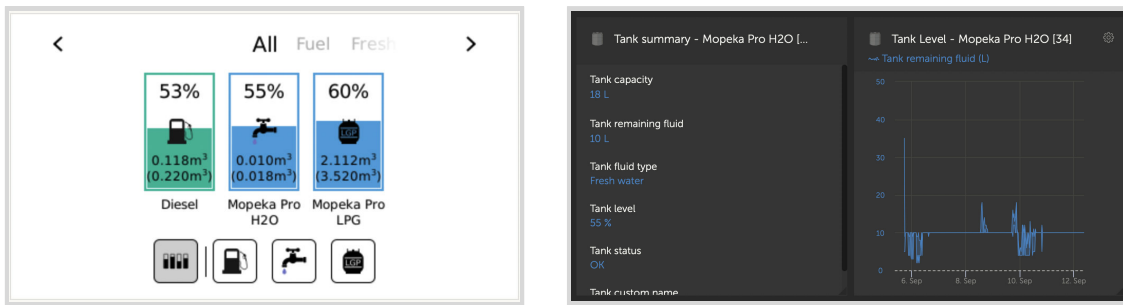 All Fuel Fresh
53% 55% 60%
LGP
0.118m³ 0.010m³ 2.112m³
(0.220m³) (0.018m³) (3.520m³)
Diesel Mopeka Pro Mopeka Pro
H2O LPG
LGP
Tank summary - Mopeka Pro H2O [...
Tank capacity
18 L
Tank remaining fluid
10 L
Tank fluid type
Fresh water
Tank level
55 %
Tank status
OK
Tank custom name
Tank Level - Mopeka Pro H2O [34]
Tank remaining fluid (L)
50
40
30
20
10
0
6. Sep 8. Sep 10. Sep 12. Sep